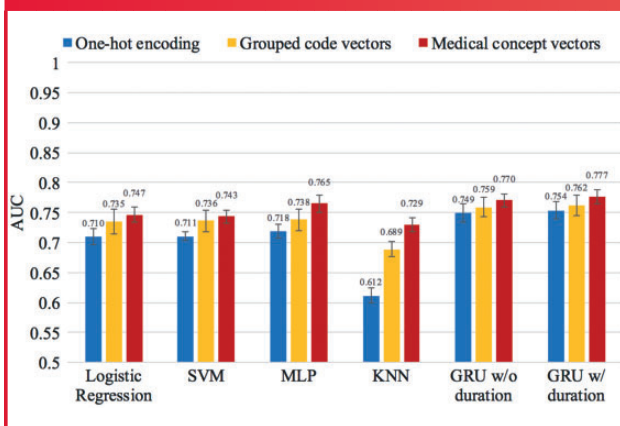 One-hot encoding Grouped code vectors Medical concept vectors
1
0.95
0.9
0.85
0.8
0.75
0.7
0.65
0.6
0.55
0.5
AUC
0.710 0.735 0.747
0.711 0.736 0.743
0.718 0.738 0.765
0.612 0.689 0.729
0.749 0.759 0.770
0.754 0.762 0.777
Logistic Regression
SVM
MLP
KNN
GRU w/o duration
GRU w/ duration